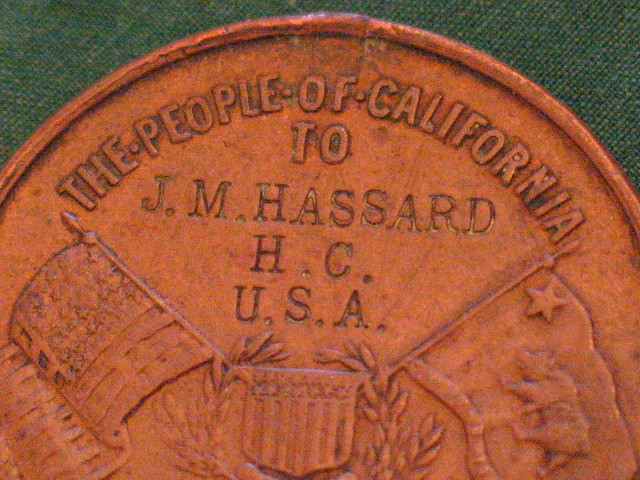 THE·PEOPLE·OF·CALIFORNIA
TO
J. M. HASSARD
H. C.
U.S.A.